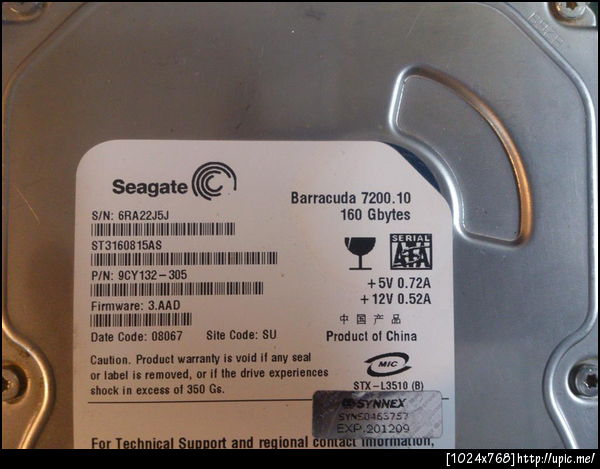 Seagate
Barracuda 7200.10
160 Gbytes
S/N: 6RA22J5J
ST3160815AS
P/N: 9CY132-305
Firmware: 3.AAD
Date Code: 08067 Site Code: SU
SERIAL
ATA
+5V 0.72A
+12V 0.52A
中国产品
Product of China
Caution. Product warranty is void if any seal
or label is removed, or if the drive experiences
shock in excess of 350 Gs.
MIC
STX-L3510 (B)
SYNNEX
EXP.201209
For Technical Support and regional contact information,
[1024x768]http://upic.me/